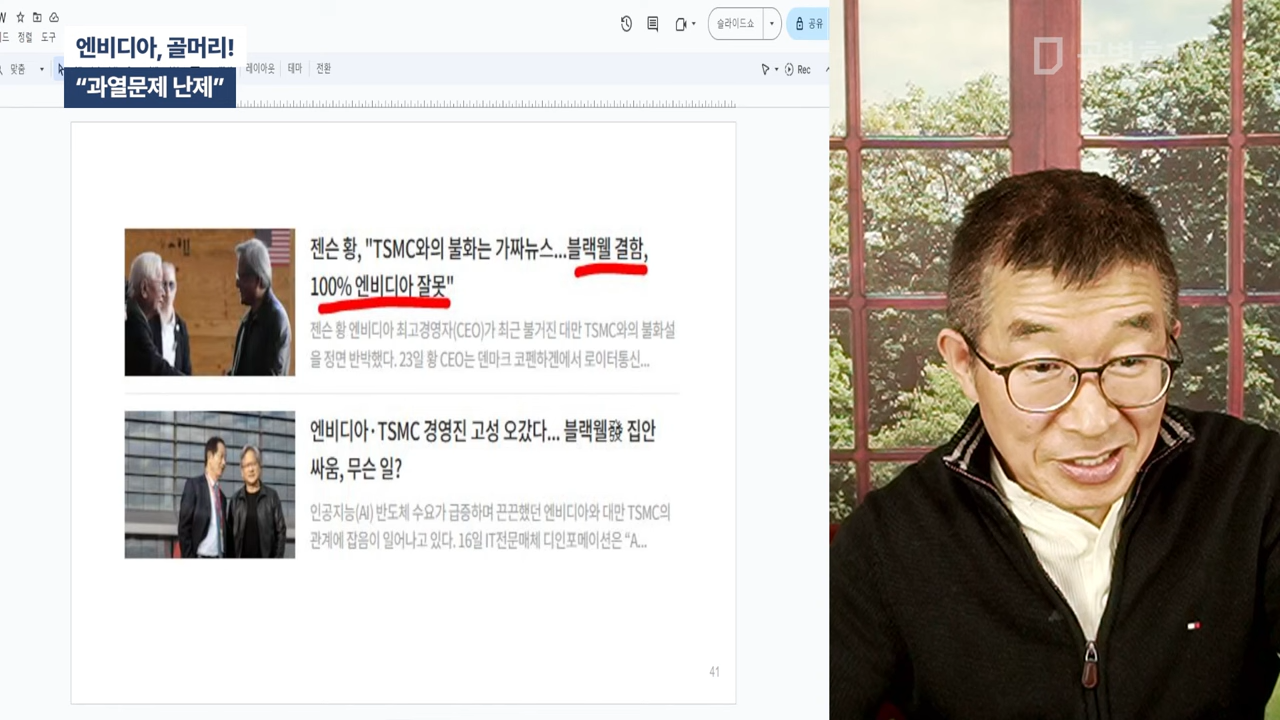 엔비디아, 골머리!
“과열문제 난제”
정렬 도구
맞춤
레이아웃 테마 전환
슬라이드쇼
공유
Rec
젠슨 황, "TSMC와의 불화는 가짜뉴스...블랙웰 결함,
100% 엔비디아 잘못"
젠슨 황 엔비디아 최고경영자(CEO)가 최근 불거진 대만 TSMC와의 불화설
을 정면 반박했다. 23일 황 CEO는 덴마크 코펜하겐에서 로이터통신...
엔비디아·TSMC 경영진 고성 오갔다... 블랙웰發 집안
싸움, 무슨 일?
인공지능(AI) 반도체 수요가 급증하며 끈끈했던 엔비디아와 대만 TSMC의
관계에 잡음이 일어나고 있다. 16일 IT전문매체 디인포메이션은 “A...
41